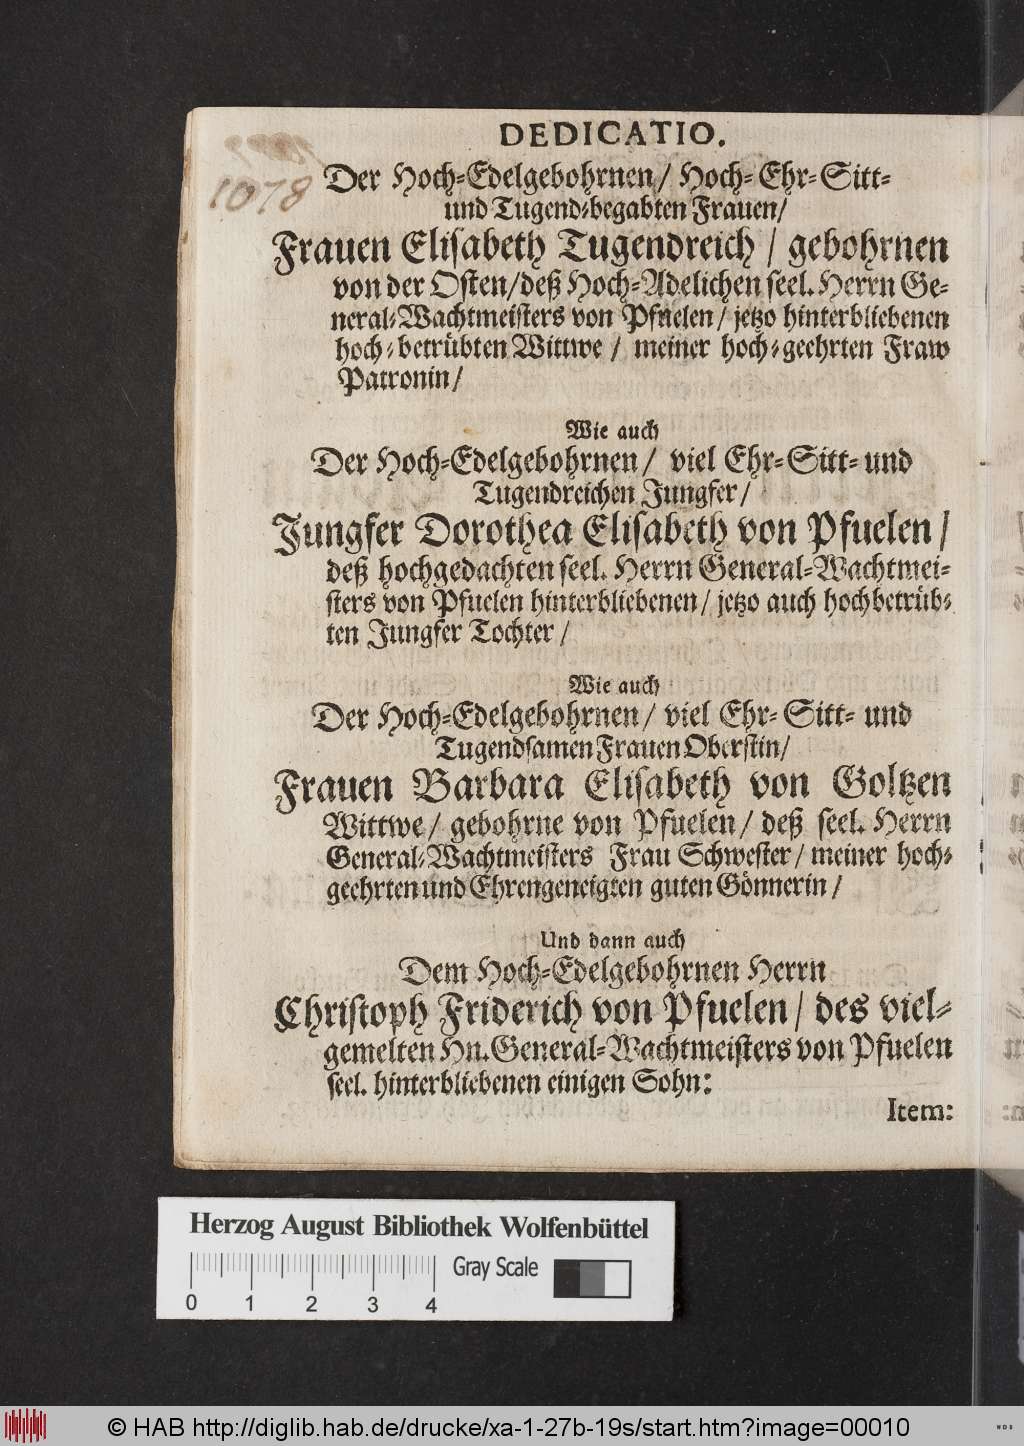 DEDICATIO.
1078
Der Hoch-Edelgebohrnen/ Hoch-Ehr-Sitt-
und Tugend-begabten Frauen/
Frauen Elisabeth Tugendreich / gebohrnen
von der Osten/deß Hoch-Adelichen seel. Herrn Ge-
neral-Wachtmeisters von Pfuelen/ jetzo hinterbliebenen
hoch-betrübten Wittwe / meiner hoch-geehrten Fraw
Patronin/
Wie auch
Der Hoch-Edelgebohrnen/ viel Ehr-Sitt- und
Tugendreichen Jungfer/
Jungfer Dorothea Elisabeth von Pfuelen/
deß hochgedachten seel. Herrn General-Wachtmei-
sters von Pfuelen hinterbliebenen/ jetzo auch hochbetrüb-
ten Jungfer Tochter /
Wie auch
Der Hoch-Edelgebohrnen/ viel Ehr- Sitt- und
Tugendsamen Frauen Oberstin/
Frauen Barbara Elisabeth von Goltzen
Wittwe/ gebohrne von Pfuelen/ deß seel. Herrn
General-Wachtmeisters Frau Schwester/ meiner hoch-
geehrten und Ehrengeneigten guten Gönnerin /
Und dann auch
Dem Hoch-Edelgebohrnen Herrn
Christoph Friderich von Pfuelen/ des viel-
gemelten Hn. General-Wachtmeisters von Pfuelen
seel. hinterbliebenen einigen Sohn:
Item:
Herzog August Bibliothek Wolfenbüttel
Gray Scale
0 1 2 3 4
© HAB http://diglib.hab.de/drucke/xa-1-27b-19s/start.htm?image=00010